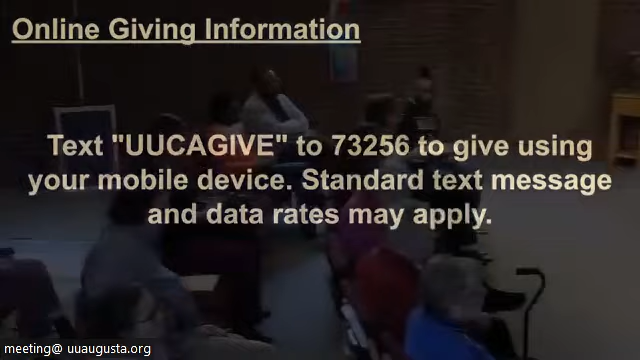 Online Giving Information
Text "UUCAGIVE" to 73256 to give using
your mobile device. Standard text message
and data rates may apply.
meeting@ uuaugusta.org